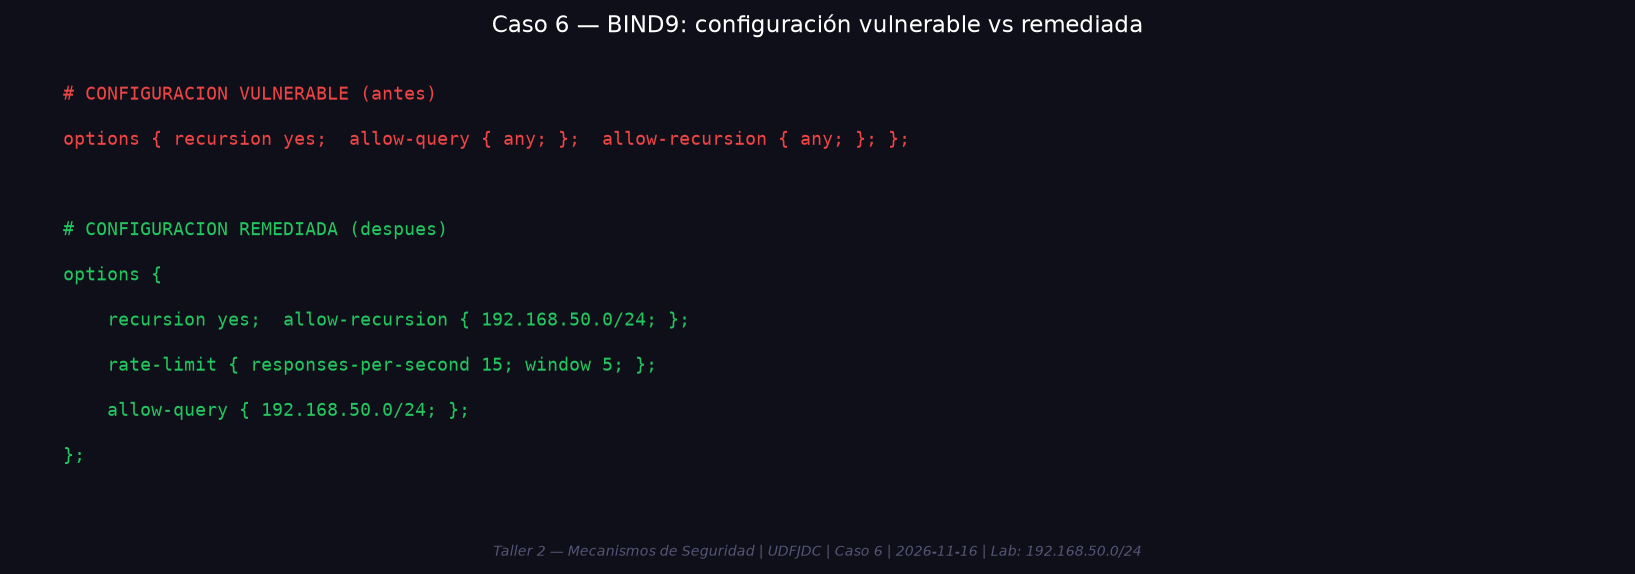 Caso 6 — BIND9: configuración vulnerable vs remediada
# CONFIGURACION VULNERABLE (antes)
options { recursion yes;  allow-query { any; };  allow-recursion { any; }; };
# CONFIGURACION REMEDIADA (despues)
options {
    recursion yes;  allow-recursion { 192.168.50.0/24; };
    rate-limit { responses-per-second 15; window 5; };
    allow-query { 192.168.50.0/24; };
};
Taller 2 — Mecanismos de Seguridad | UDFJDC | Caso 6 | 2026-11-16 | Lab: 192.168.50.0/24